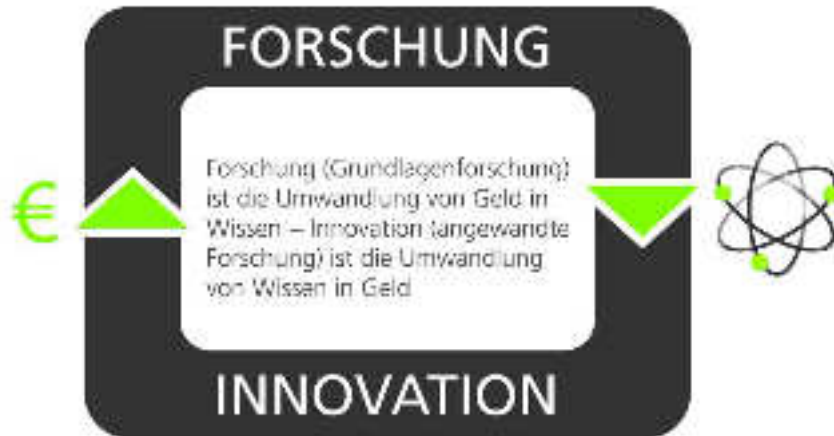 FORSCHUNG
€
Forschung (Grundlagenforschung)
ist die Umwandlung von Geld in
Wissen – Innovation (angewandte
Forschung) ist die Umwandlung
von Wissen in Geld
INNOVATION